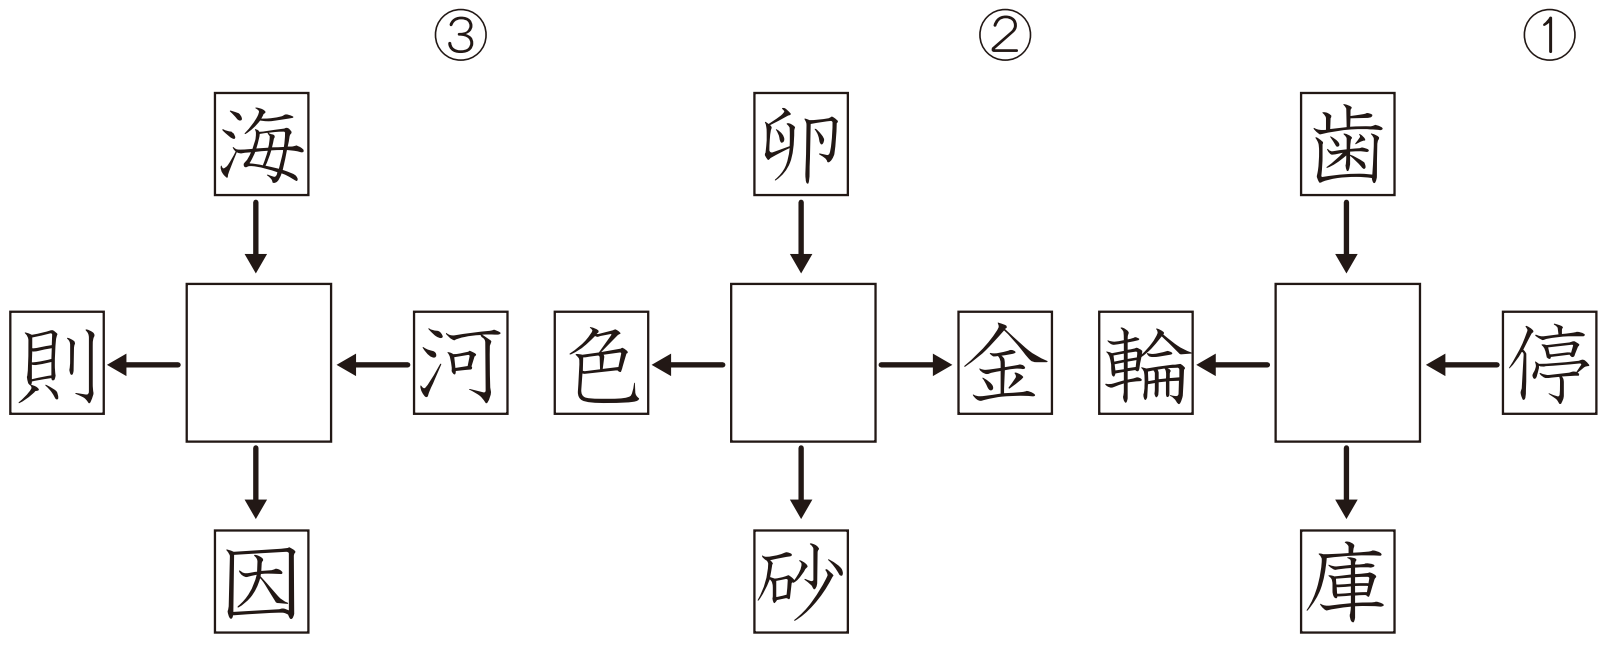 ①
歯
停
輪
庫
②
卵
金
色
砂
③
海
河
則
因